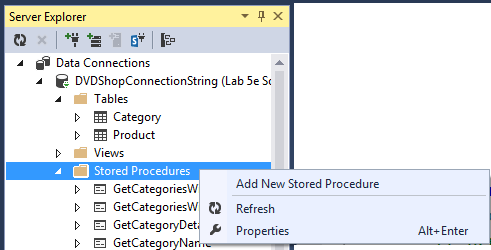 Server Explorer
Data Connections
DVDShopConnectionString (Lab 5e So
Tables
Category
Product
Views
Stored Procedures
GetCategoriesW
GetCategoriesW
GetCategoryDeta
GetCategoryName
Add New Stored Procedure
Refresh
Properties Alt+Enter